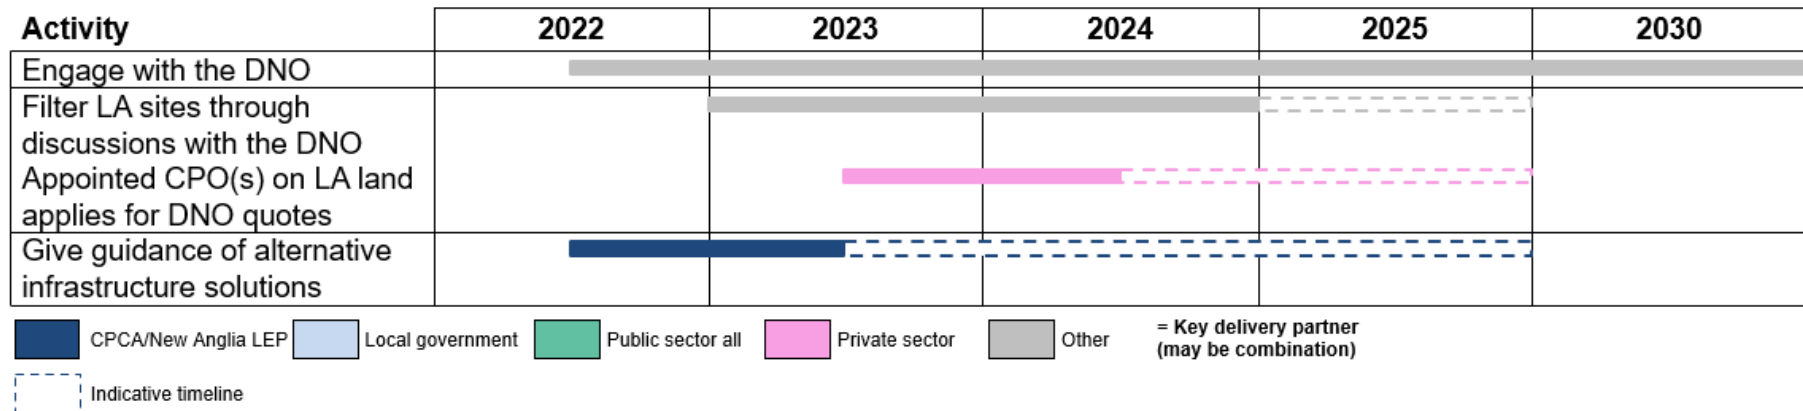 Activity 2022 2023 2024 2025 2030
Engage with the DNO
Filter LA sites through
discussions with the DNO
Appointed CPO(s) on LA land
applies for DNO quotes
Give guidance of alternative
infrastructure solutions
CPCA/New Anglia LEP Local government Public sector all Private sector Other = Key delivery partner
(may be combination)
Indicative timeline